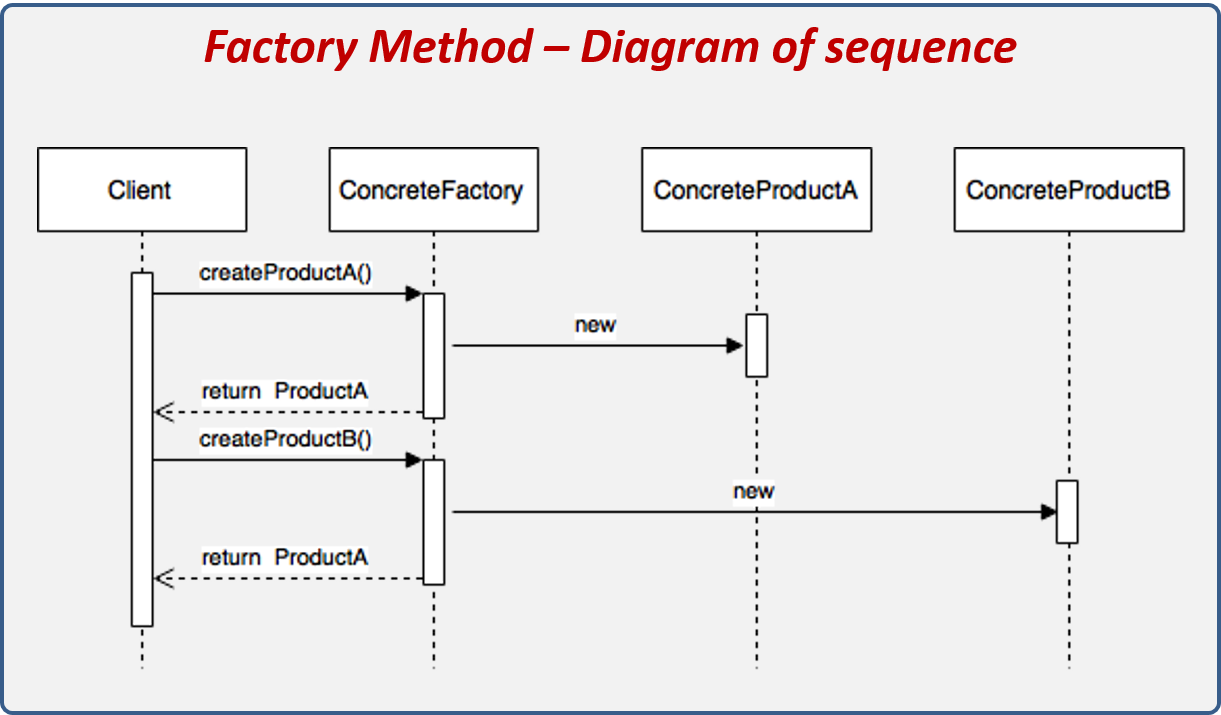 Factory Method – Diagram of sequence
Client
ConcreteFactory
ConcreteProductA
ConcreteProductB
createProductA()
new
return ProductA
createProductB()
new
return ProductA